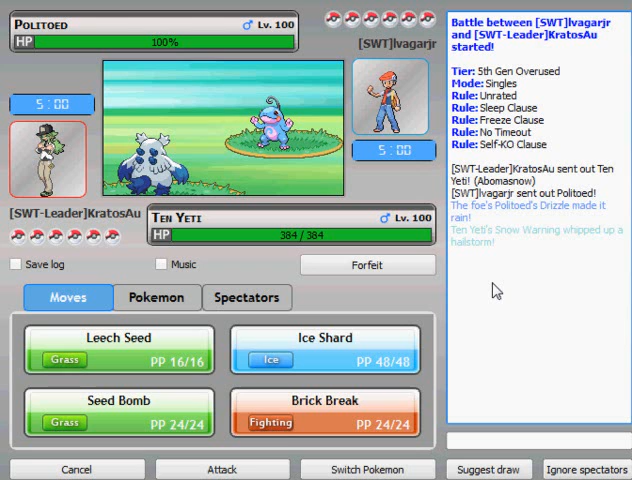 POLITOED ♂ Lv. 100
HP 100%
[SWT]lvagarjr
5:00
5:00
[SWT-Leader]KratosAu
TEN YETI ♂ Lv. 100
HP 384 / 384
Save log
Music
Forfeit
Moves
Pokemon
Spectators
Leech Seed
Grass PP 16/16
Ice Shard
Ice PP 48/48
Seed Bomb
Grass PP 24/24
Brick Break
Fighting PP 24/24
Cancel
Attack
Switch Pokemon
Battle between [SWT]lvagarjr
and [SWT-Leader]KratosAu
started!
Tier: 5th Gen Overused
Mode: Singles
Rule: Unrated
Rule: Sleep Clause
Rule: Freeze Clause
Rule: No Timeout
Rule: Self-KO Clause
[SWT-Leader]KratosAu sent out Ten
Yeti! (Abomasnow)
[SWT]lvagarjr sent out Politoed!
The foe's Politoed's Drizzle made it
rain!
Ten Yeti's Snow Warning whipped up a
hailstorm!
Suggest draw
Ignore spectators